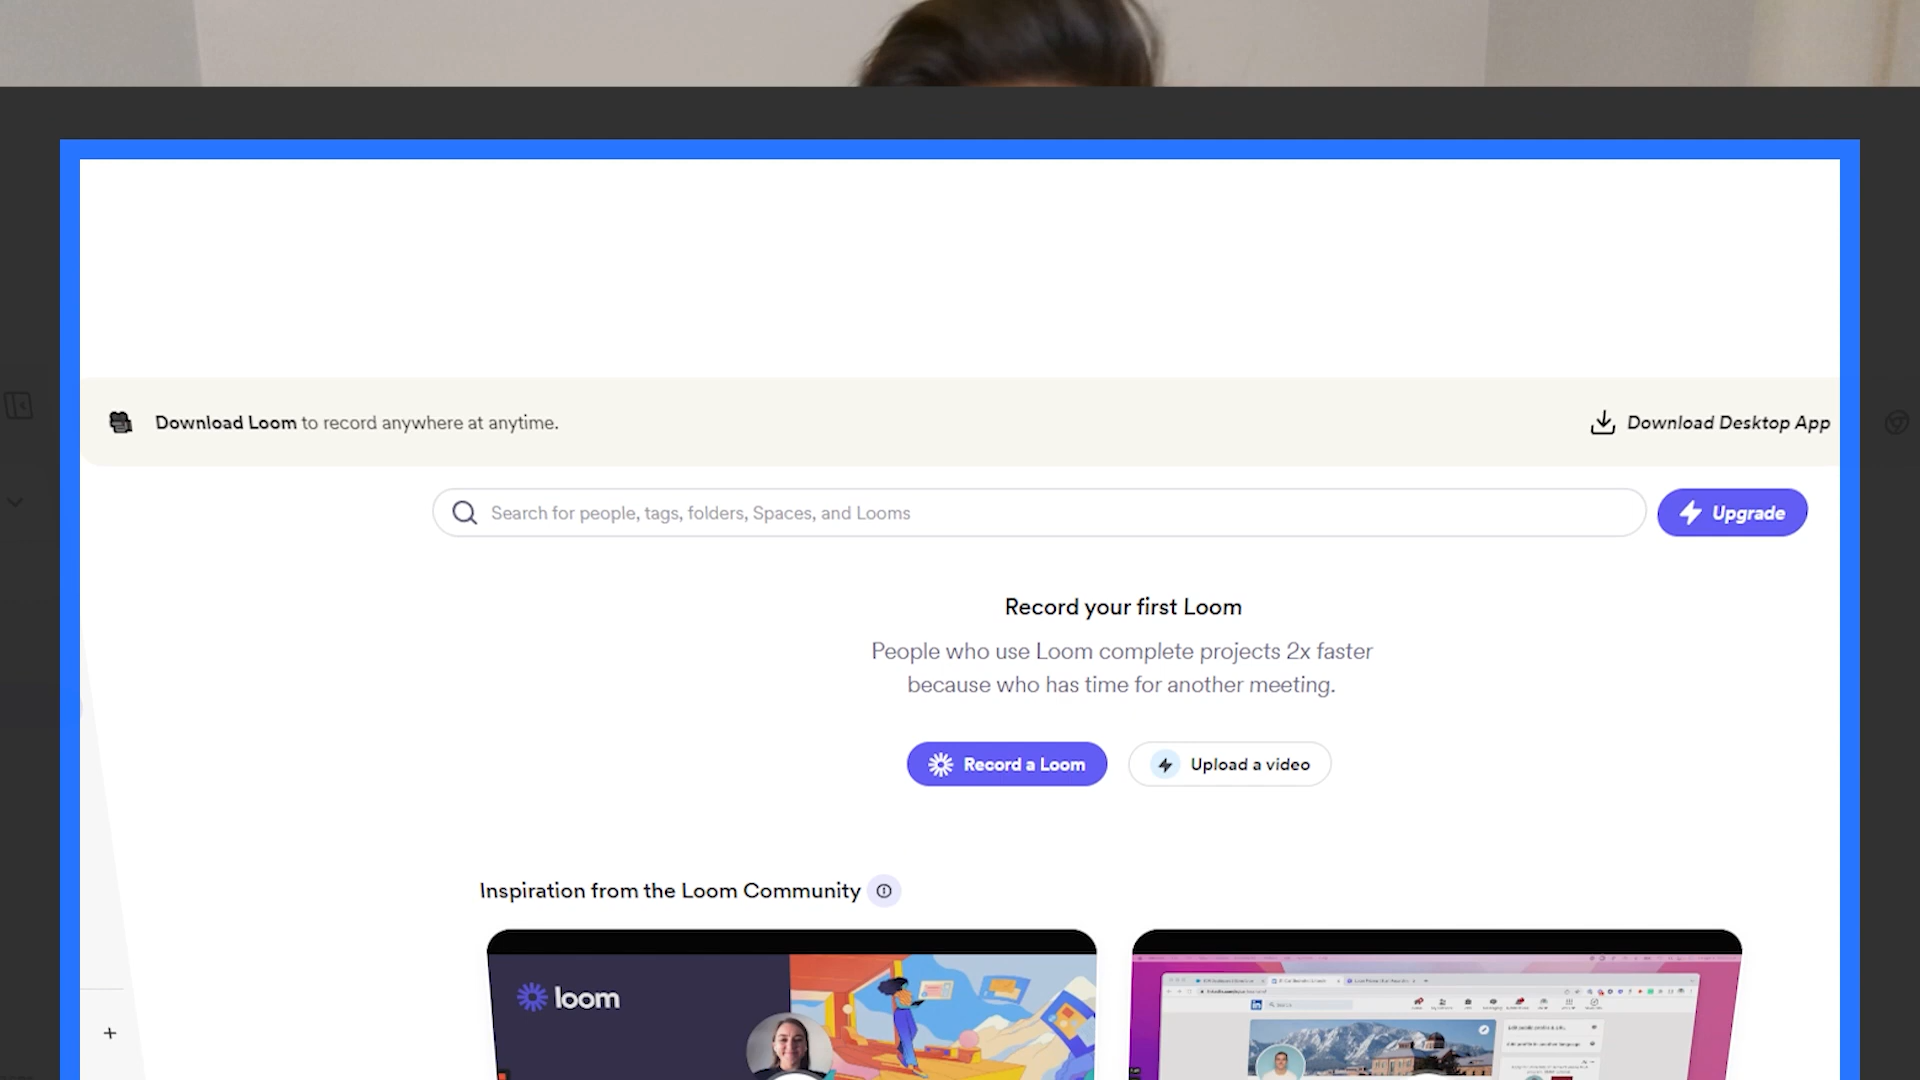 Download Loom to record anywhere at anytime.
Download Desktop App
Search for people, tags, folders, Spaces, and Looms
Upgrade
Record your first Loom
People who use Loom complete projects 2x faster
because who has time for another meeting.
Record a Loom
Upload a video
Inspiration from the Loom Community
loom